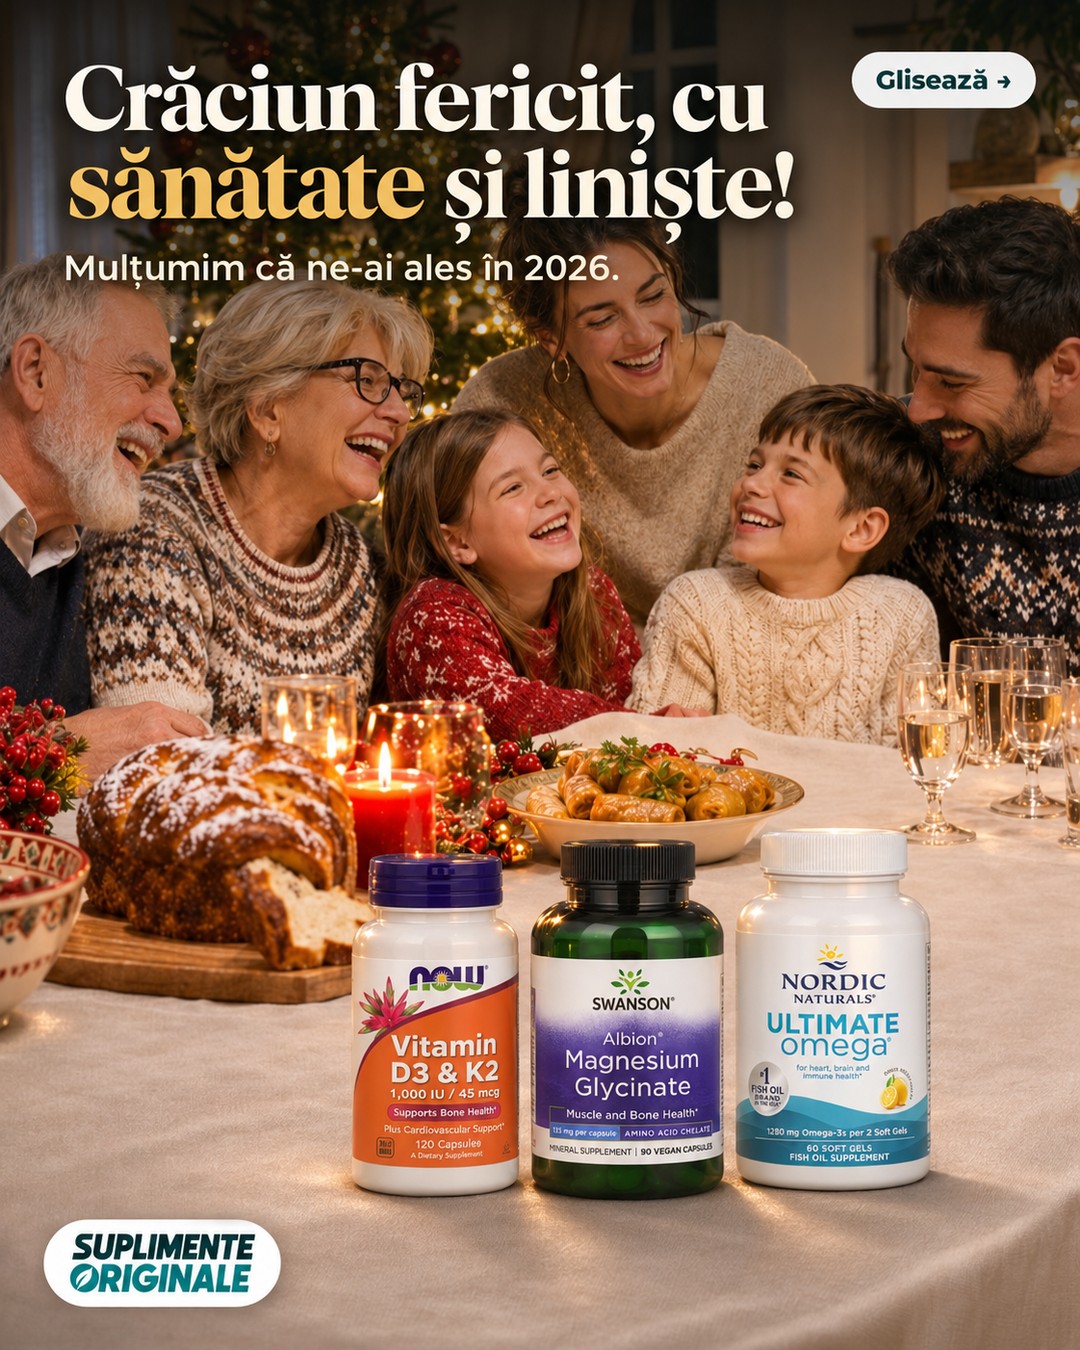 Crăciun fericit, cu
sănătate și liniște!
Mulțumim că ne-ai ales în 2026.
Glisează →
NOW®
Vitamin
D3 & K2
1,000 IU / 45 mcg
Supports Bone Health*
Plus Cardiovascular Support*
120 Capsules
A Dietary Supplement
SWANSON®
Albion®
Magnesium
Glycinate
Muscle and Bone Health*
AMINO ACID CHELATE
MINERAL SUPPLEMENT | 90 VEGAN CAPSULES
NORDIC
NATURALS®
ULTIMATE
omega®
for heart, brain and
immune health*
#1
FISH OIL
BRAND
1280 mg Omega-3s per 2 Soft Gels
60 SOFT GELS
FISH OIL SUPPLEMENT
SUPLIMENTE
ORIGINALE